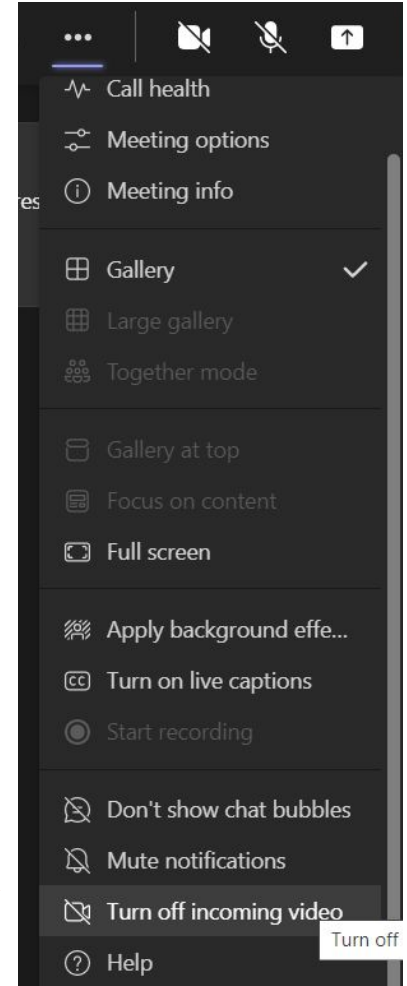 Call health
Meeting options
res
Meeting info
Gallery
Large gallery
Together mode
Gallery at top
Focus on content
Full screen
Apply background effe...
CC Turn on live captions
Start recording
Don't show chat bubbles
Mute notifications
Turn off incoming video
Turn off
Help